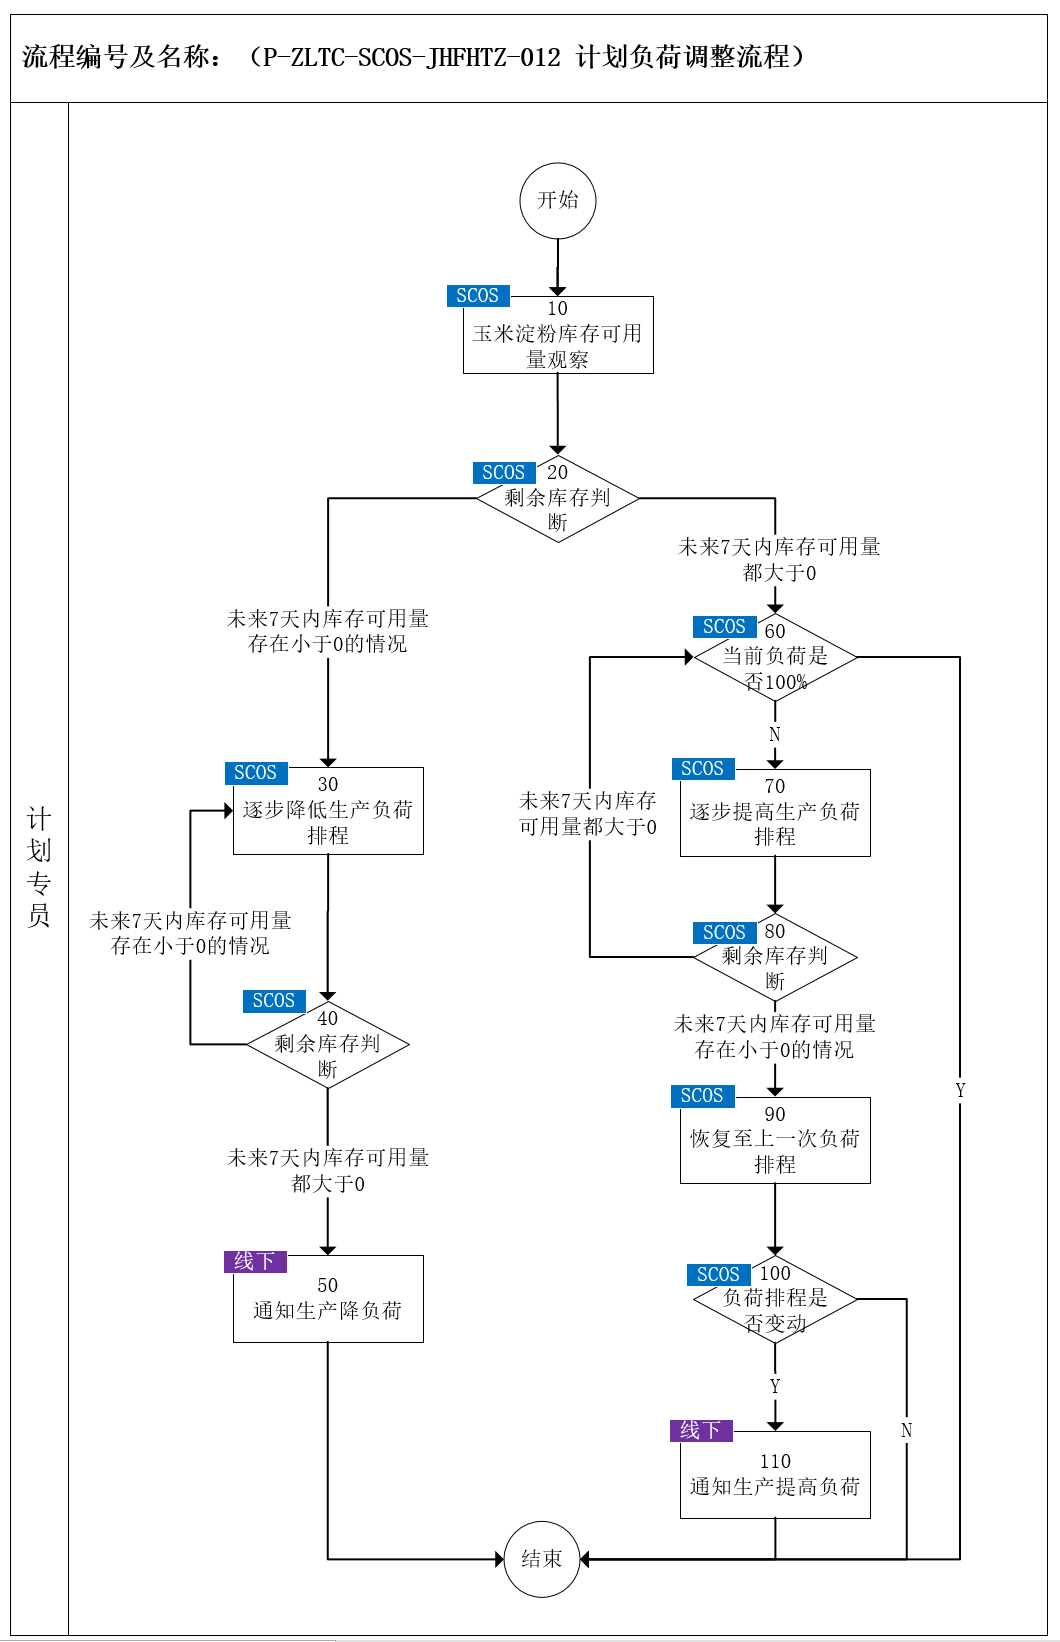 流程编号及名称：（P-ZLTC-SCOS-JHFHTZ-012 计划负荷调整流程）
计
划
专
员
开始
SCOS
10
玉米淀粉库存可用
量观察
SCOS
20
剩余库存判
断
未来7天内库存可用量
存在小于0的情况
未来7天内库存可用量
都大于0
SCOS
60
当前负荷是
否100%
N
Y
SCOS
30
逐步降低生产负荷
排程
SCOS
70
逐步提高生产负荷
排程
未来7天内库存
可用量都大于0
未来7天内库存可用量
存在小于0的情况
SCOS
40
剩余库存判
断
SCOS
80
剩余库存判
断
未来7天内库存可用量
存在小于0的情况
SCOS
90
恢复至上一次负荷
排程
未来7天内库存可用量
都大于0
线下
50
通知生产降负荷
SCOS
100
负荷排程是
否变动
Y
N
线下
110
通知生产提高负荷
结束